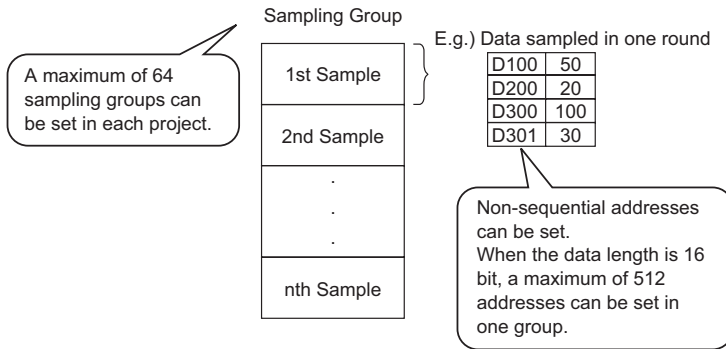 Sampling Group
A maximum of 64
sampling groups can
be set in each project.
1st Sample
2nd Sample
.
.
.
nth Sample
E.g.) Data sampled in one round
D100 50
D200 20
D300 100
D301 30
Non-sequential addresses
can be set.
When the data length is 16
bit, a maximum of 512
addresses can be set in
one group.